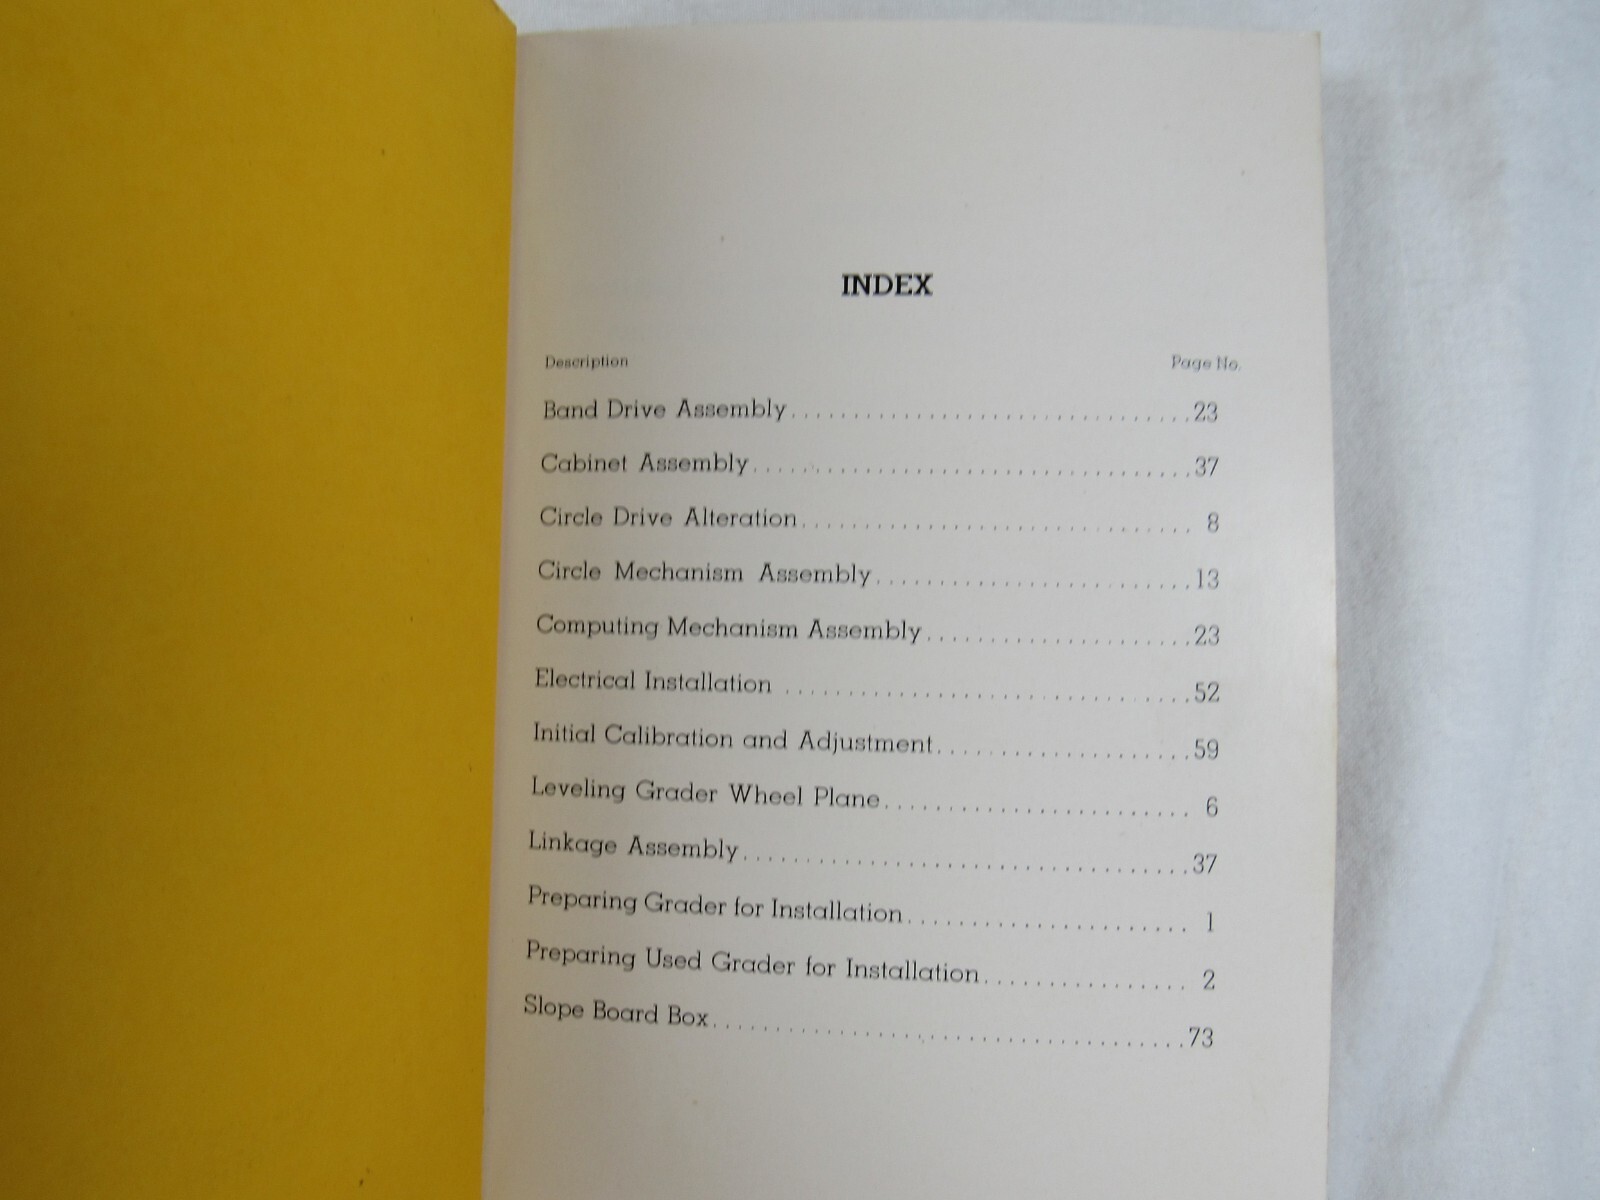 INDEX
Description Page No.
Band Drive Assembly................................23
Cabinet Assembly...................................37
Circle Drive Alteration............................... 8
Circle Mechanism Assembly.........................13
Computing Mechanism Assembly.....................23
Electrical Installation ................................52
Initial Calibration and Adjustment....................59
Leveling Grader Wheel Plane........................ 6
Linkage Assembly...................................37
Preparing Grader for Installation...................... 1
Preparing Used Grader for Installation................ 2
Slope Board Box.....................................73